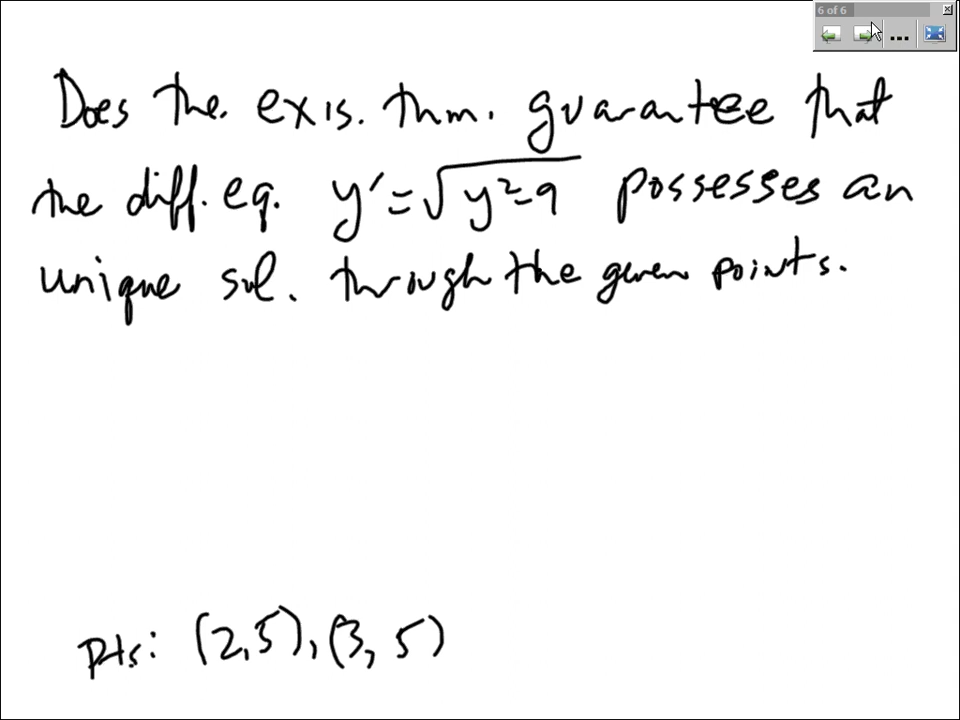 6 of 6
Does the. exis. thm. guarantee that
the diff. eq. y' = √(y²-9) possesses an
unique sol. through the given points.
pts: (2,5), (3, 5)